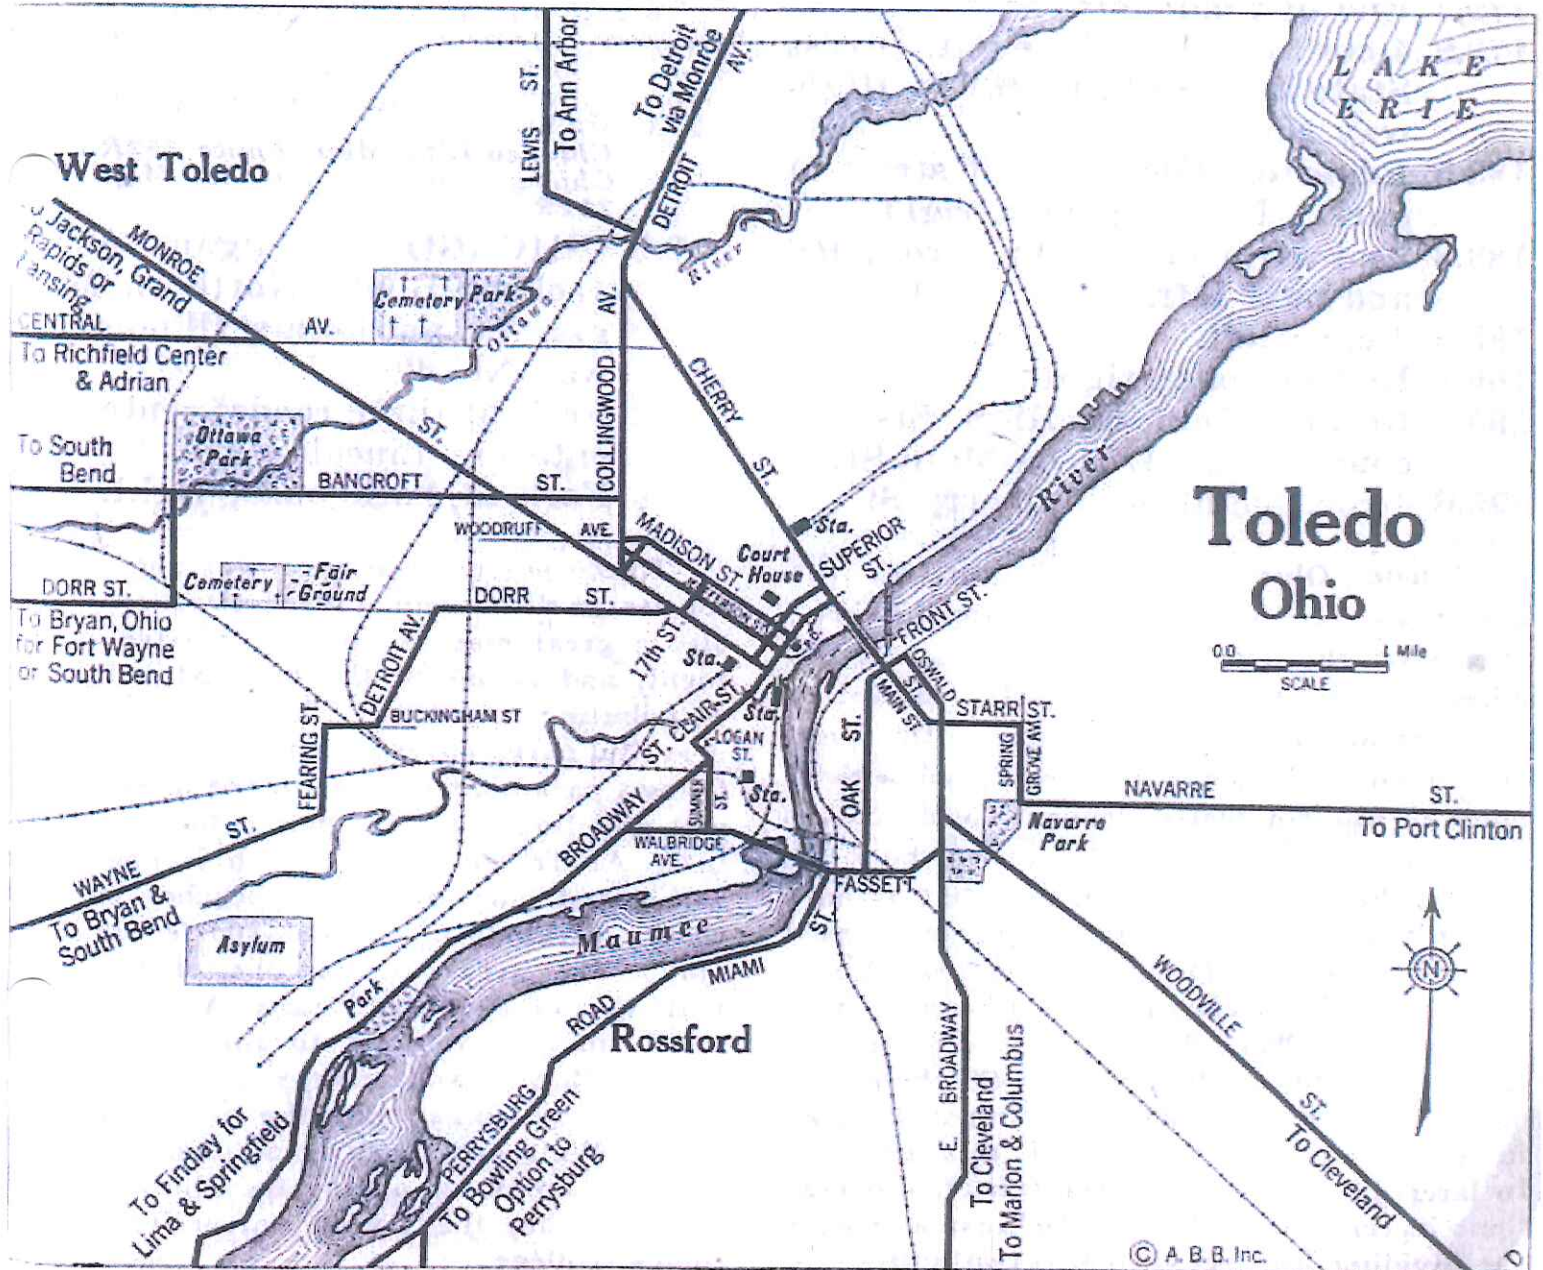 LAKE
ERIE
LEWIS ST.
To Ann Arbor
To Detroit
via Monroe
DETROIT AV.
West Toledo
Jackson, Grand
Rapids or
Lansing
MONROE
ST.
CENTRAL AV.
To Richfield Center
& Adrian
Cemetery
Park
Ottawa
River
COLLINGWOOD AV.
CHERRY ST.
Ottawa
Park
To South
Bend
BANCROFT ST.
WOODRUFF AVE.
MADISON ST.
JEFFERSON
Court
House
Sta.
SUPERIOR
ST.
River
Toledo
Ohio
0.0 1 Mile
SCALE
DORR ST.
Cemetery
Fair
Ground
DORR ST.
To Bryan, Ohio
for Fort Wayne
or South Bend
DETROIT AV.
17th ST.
Sta.
FRONT ST.
OSWALD
ST.
MAIN ST
STARR ST.
BUCKINGHAM ST
FEARING ST.
ST. CLAIR ST.
Sta.
LOGAN
ST.
Sta.
SUMNER ST.
OAK ST.
SPRING
GROVE AV.
NAVARRE ST.
To Port Clinton
Navarre
Park
WAYNE ST.
To Bryan &
South Bend
BROADWAY
WALBRIDGE
AVE.
FASSETT
ST.
Asylum
Maumee
MIAMI
Park
ROAD
Rossford
PERRYSBURG
To Bowling Green
Option to
Perrysburg
To Findlay for
Lima & Springfield
E. BROADWAY
To Cleveland
To Marion & Columbus
WOODVILLE ST.
To Cleveland
N
© A. B. B. Inc.